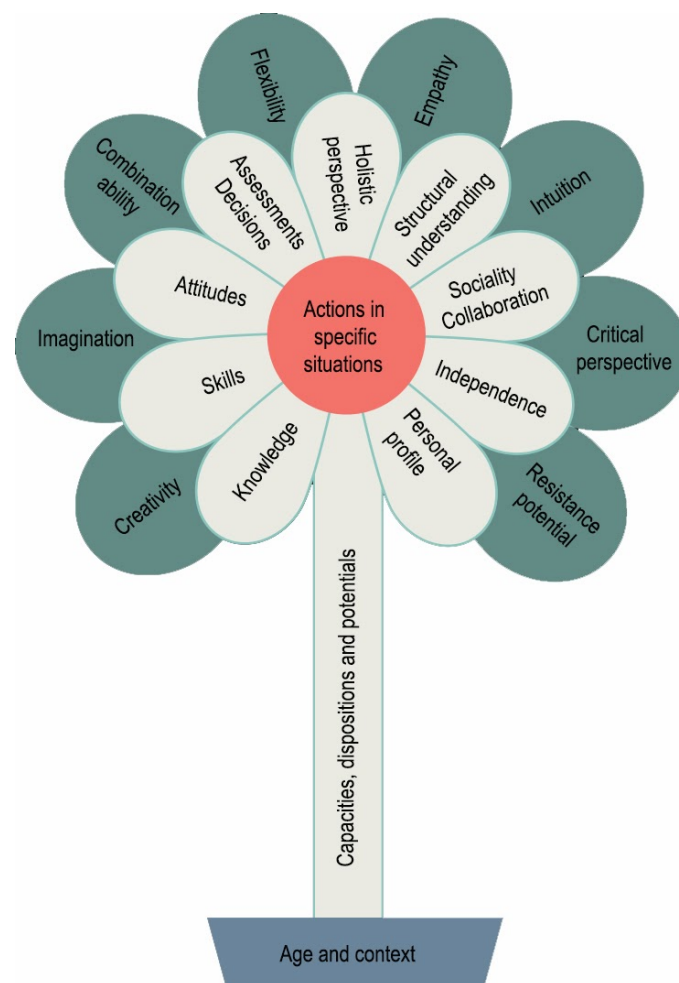 Flexibility
Empathy
Combination
ability
Assessments
Decisions
Holistic
perspective
Structural
understanding
Intuition
Attitudes
Sociality
Collaboration
Imagination
Actions in
specific
situations
Critical
perspective
Skills
Independence
Creativity
Knowledge
Personal
profile
Resistance
potential
Capacities, dispositions and potentials
Age and context